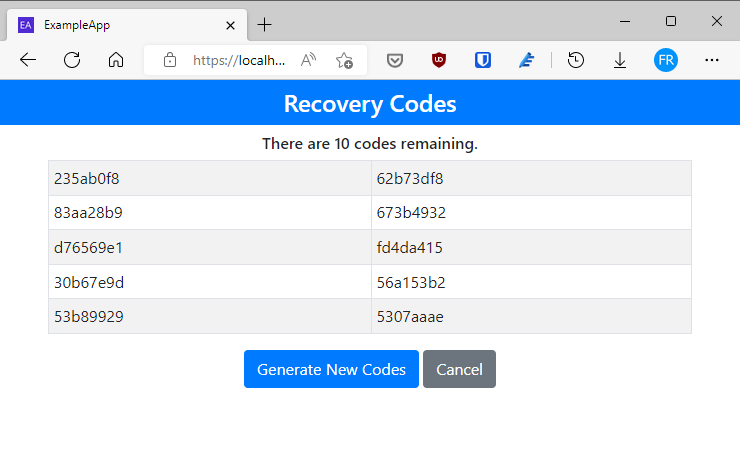 EA ExampleApp
https://localh...
FR
Recovery Codes
There are 10 codes remaining.
235ab0f8 62b73df8
83aa28b9 673b4932
d76569e1 fd4da415
30b67e9d 56a153b2
53b89929 5307aaae
Generate New Codes Cancel